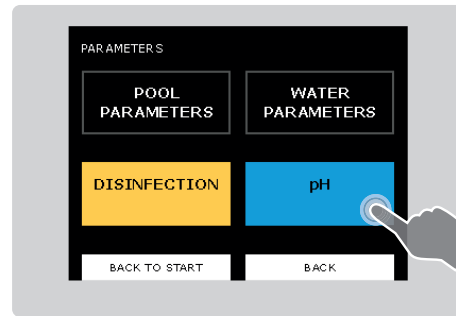 PARAMETERS
POOL
PARAMETERS
WATER
PARAMETERS
DISINFECTION
pH
BACK TO START
BACK